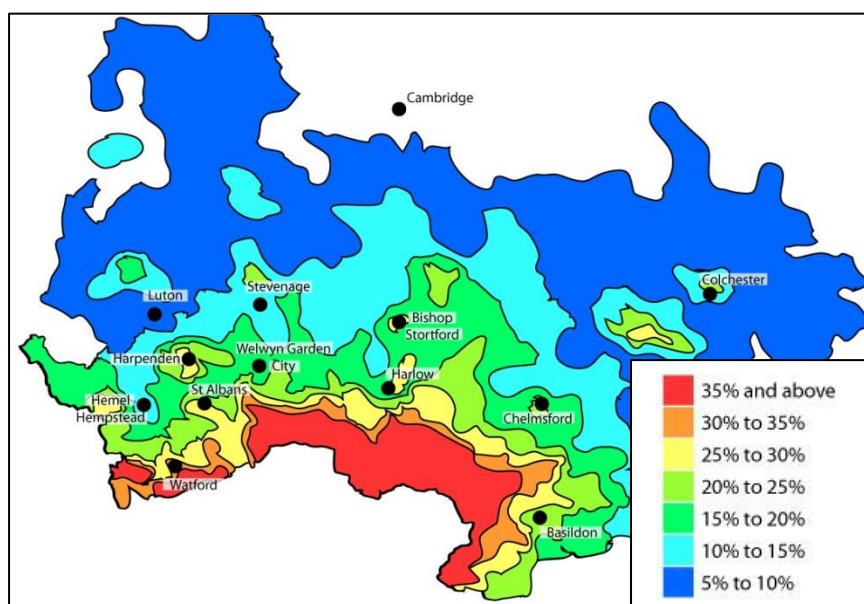 Cambridge
Colchester
Luton
Stevenage
Bishop
Stortford
Harpenden
Welwyn Garden
City
Harlow
Hemel
Hempstead
St Albans
Chelmsford
Watford
Basildon
35% and above
30% to 35%
25% to 30%
20% to 25%
15% to 20%
10% to 15%
5% to 10%